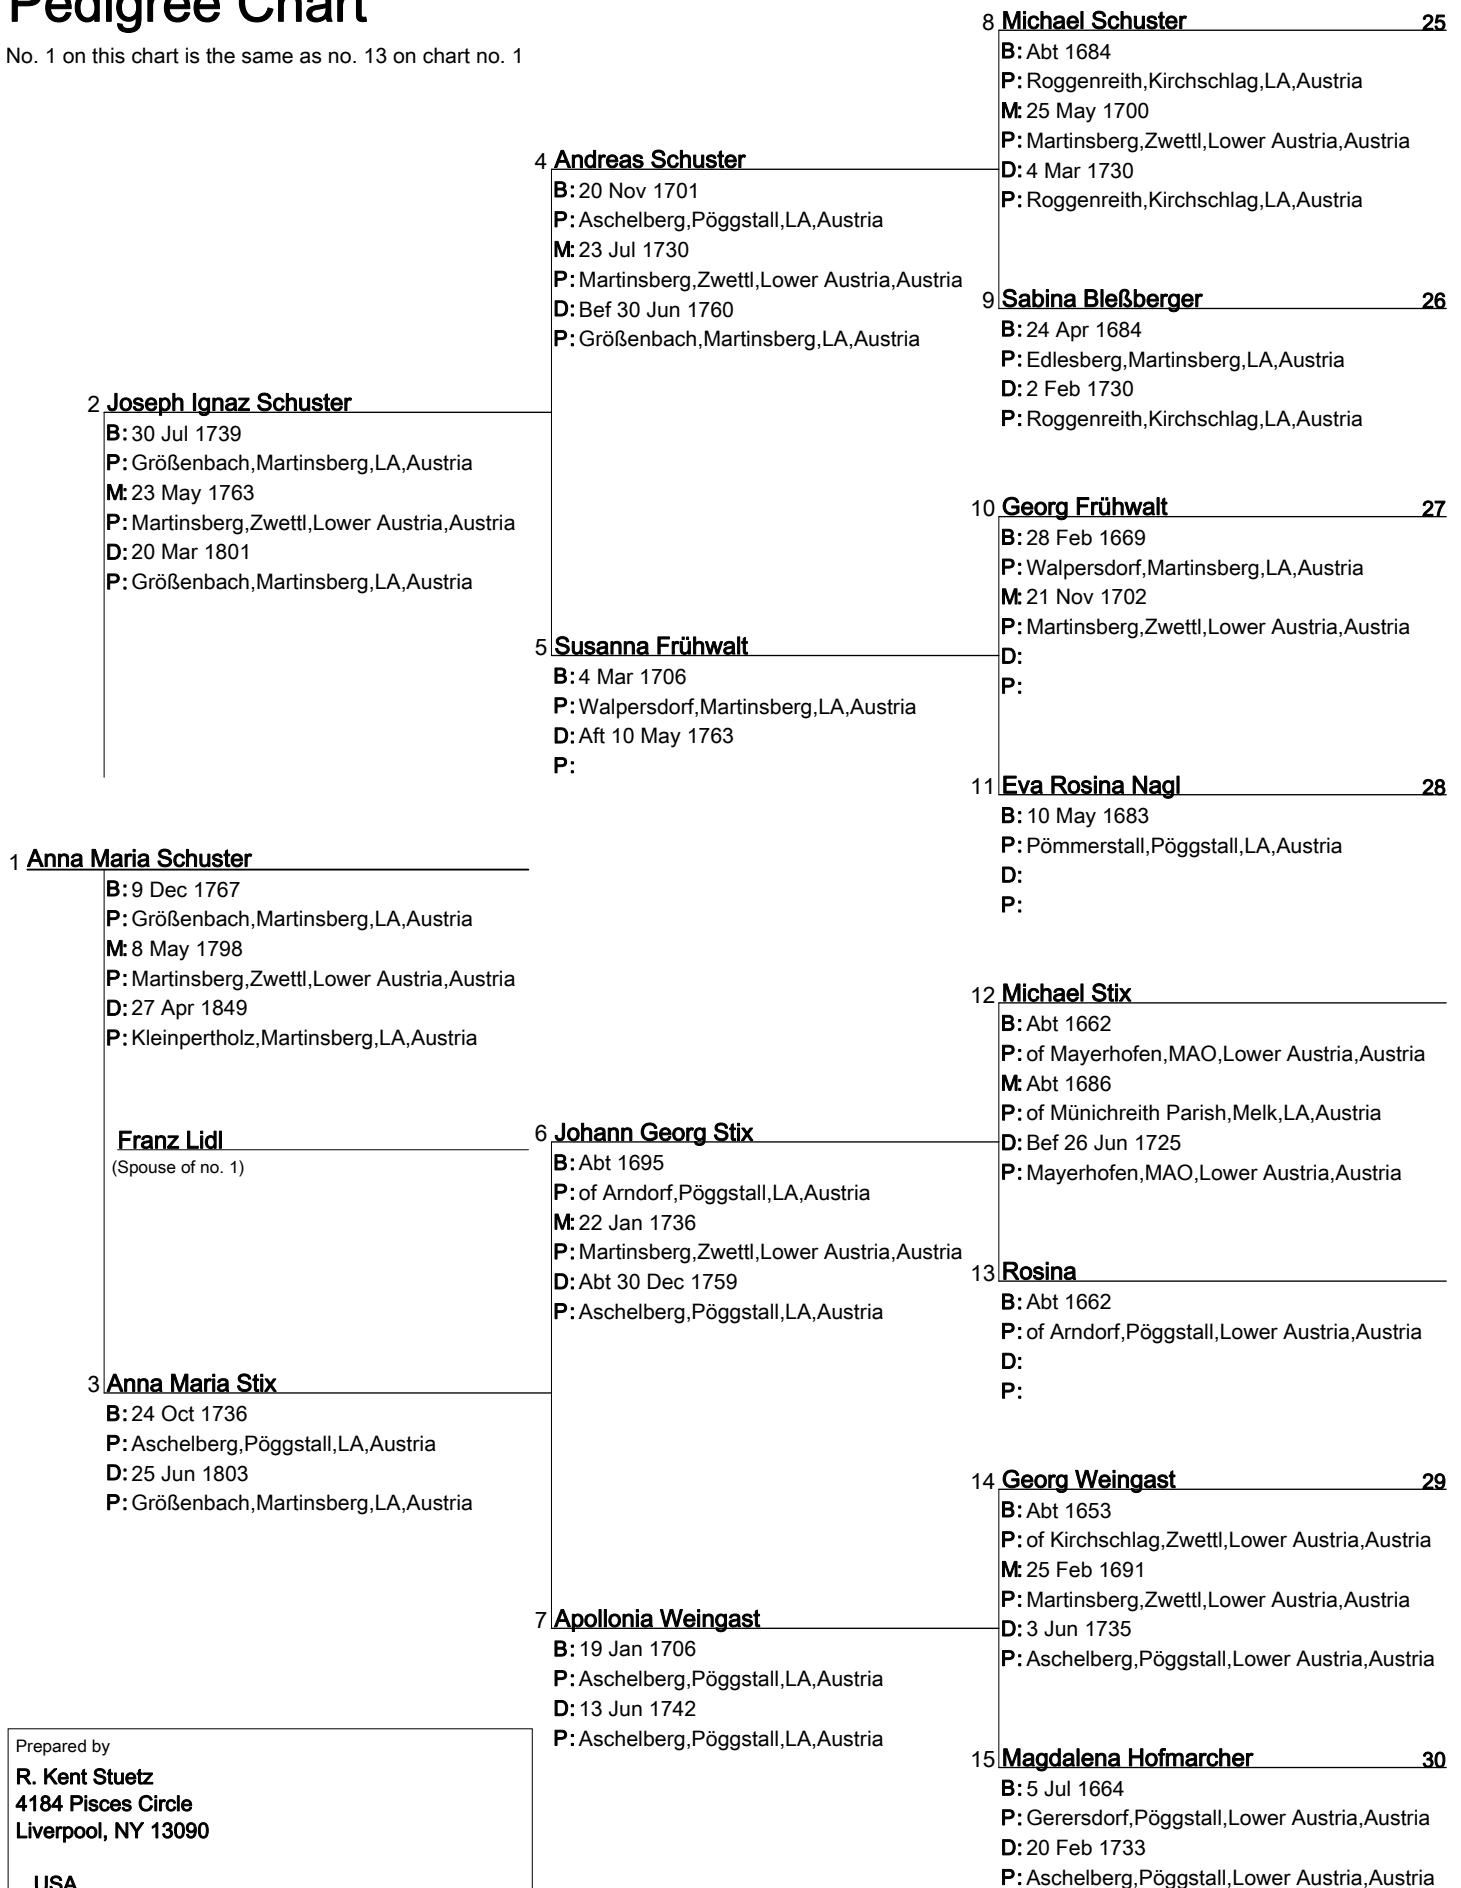 Pedigree Chart
No. 1 on this chart is the same as no. 13 on chart no. 1
8 Michael Schuster 25
B: Abt 1684
P: Roggenreith,Kirchschlag,LA,Austria
M: 25 May 1700
P: Martinsberg,Zwettl,Lower Austria,Austria
D: 4 Mar 1730
P: Roggenreith,Kirchschlag,LA,Austria
4 Andreas Schuster
B: 20 Nov 1701
P: Aschelberg,Pöggstall,LA,Austria
M: 23 Jul 1730
P: Martinsberg,Zwettl,Lower Austria,Austria
D: Bef 30 Jun 1760
P: Größenbach,Martinsberg,LA,Austria
9 Sabina Bleßberger 26
B: 24 Apr 1684
P: Edlesberg,Martinsberg,LA,Austria
D: 2 Feb 1730
P: Roggenreith,Kirchschlag,LA,Austria
2 Joseph Ignaz Schuster
B: 30 Jul 1739
P: Größenbach,Martinsberg,LA,Austria
M: 23 May 1763
P: Martinsberg,Zwettl,Lower Austria,Austria
D: 20 Mar 1801
P: Größenbach,Martinsberg,LA,Austria
10 Georg Frühwalt 27
B: 28 Feb 1669
P: Walpersdorf,Martinsberg,LA,Austria
M: 21 Nov 1702
P: Martinsberg,Zwettl,Lower Austria,Austria
D:
P:
5 Susanna Frühwalt
B: 4 Mar 1706
P: Walpersdorf,Martinsberg,LA,Austria
D: Aft 10 May 1763
P:
11 Eva Rosina Nagl 28
B: 10 May 1683
P: Pömmerstall,Pöggstall,LA,Austria
D:
P:
1 Anna Maria Schuster
B: 9 Dec 1767
P: Größenbach,Martinsberg,LA,Austria
M: 8 May 1798
P: Martinsberg,Zwettl,Lower Austria,Austria
D: 27 Apr 1849
P: Kleinpertholz,Martinsberg,LA,Austria
Franz Lidl
(Spouse of no. 1)
12 Michael Stix
B: Abt 1662
P: of Mayerhofen,MAO,Lower Austria,Austria
M: Abt 1686
P: of Münichreith Parish,Melk,LA,Austria
D: Bef 26 Jun 1725
P: Mayerhofen,MAO,Lower Austria,Austria
6 Johann Georg Stix
B: Abt 1695
P: of Arndorf,Pöggstall,LA,Austria
M: 22 Jan 1736
P: Martinsberg,Zwettl,Lower Austria,Austria
D: Abt 30 Dec 1759
P: Aschelberg,Pöggstall,LA,Austria
13 Rosina
B: Abt 1662
P: of Arndorf,Pöggstall,Lower Austria,Austria
D:
P:
3 Anna Maria Stix
B: 24 Oct 1736
P: Aschelberg,Pöggstall,LA,Austria
D: 25 Jun 1803
P: Größenbach,Martinsberg,LA,Austria
14 Georg Weingast 29
B: Abt 1653
P: of Kirchschlag,Zwettl,Lower Austria,Austria
M: 25 Feb 1691
P: Martinsberg,Zwettl,Lower Austria,Austria
D: 3 Jun 1735
P: Aschelberg,Pöggstall,Lower Austria,Austria
7 Apollonia Weingast
B: 19 Jan 1706
P: Aschelberg,Pöggstall,LA,Austria
D: 13 Jun 1742
P: Aschelberg,Pöggstall,LA,Austria
15 Magdalena Hofmarcher 30
B: 5 Jul 1664
P: Gerersdorf,Pöggstall,Lower Austria,Austria
D: 20 Feb 1733
P: Aschelberg,Pöggstall,Lower Austria,Austria
Prepared by
R. Kent Stuetz
4184 Pisces Circle
Liverpool, NY 13090
USA